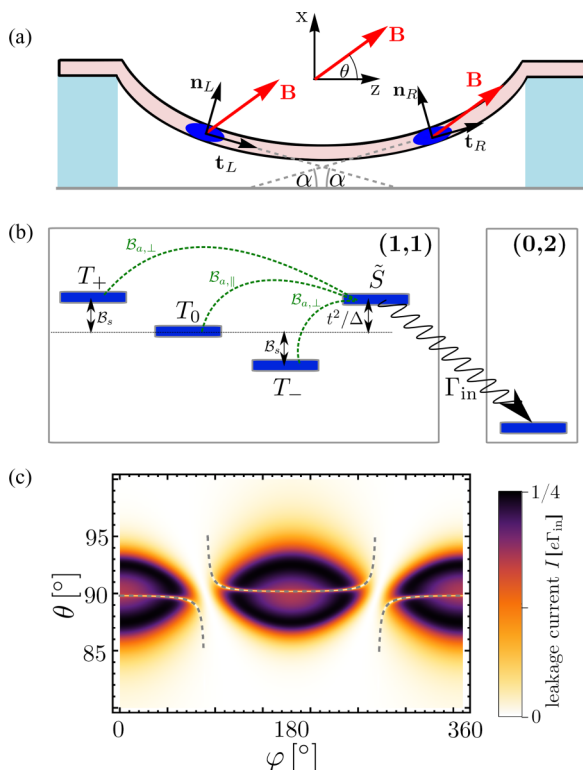 (a)
x
B
θ
z
n_L
B
t_L
n_R
B
t_R
α α
(b)
(1,1)
(0,2)
B_{a,⊥}
T_+
B_{a,∥}
S̃
B_s
T_0
B_{a,⊥}
t²/Δ
B_s
T_-
Γ_in
(c)
95
90
85
θ [°]
0 180 360
φ [°]
1/4
0
leakage current I [eΓ_in]